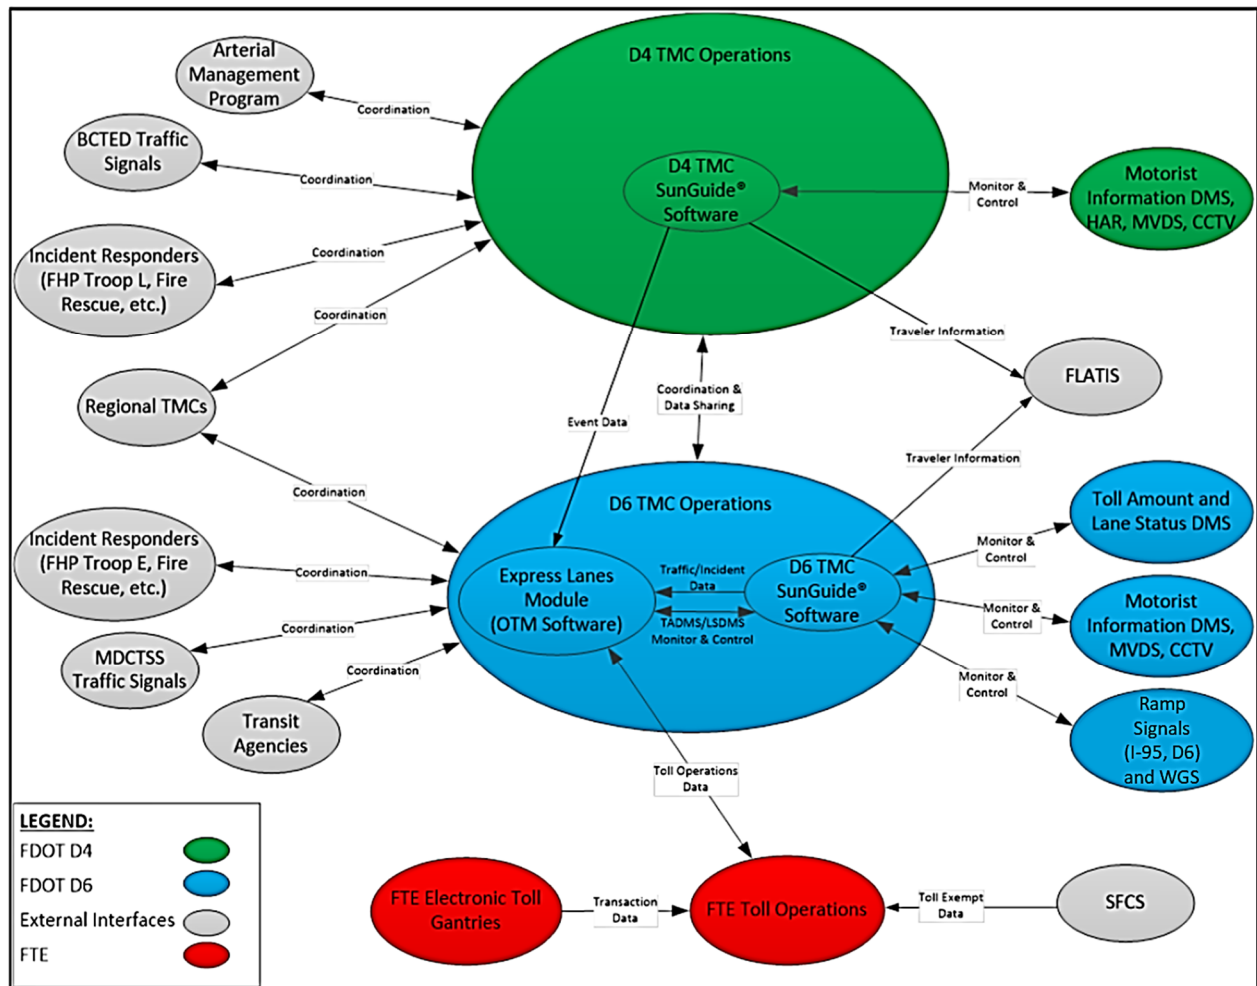 D4 TMC Operations
Arterial
Management
Program
Coordination
BCTED Traffic
Signals
Coordination
D4 TMC
SunGuide®
Software
Monitor &
Control
Motorist
Information DMS,
HAR, MVDS, CCTV
Incident Responders
(FHP Troop L, Fire
Rescue, etc.)
Coordination
Coordination
Traveler Information
FLATIS
Regional TMCs
Coordination &
Data Sharing
Event Data
Traveler Information
Coordination
D6 TMC Operations
Toll Amount and
Lane Status DMS
Monitor &
Control
Incident Responders
(FHP Troop E, Fire
Rescue, etc.)
Coordination
Express Lanes
Module
(OTM Software)
Traffic/Incident
Data
TADMS/LSDMS
Monitor & Control
D6 TMC
SunGuide®
Software
Monitor &
Control
Motorist
Information DMS,
MVDS, CCTV
Coordination
MDCTSS
Traffic Signals
Coordination
Monitor &
Control
Ramp
Signals
(I-95, D6)
and WGS
Transit
Agencies
Toll Operations
Data
LEGEND:
FDOT D4
FDOT D6
External Interfaces
FTE
FTE Electronic Toll
Gantries
Transaction
Data
FTE Toll Operations
Toll Exempt
Data
SFCS